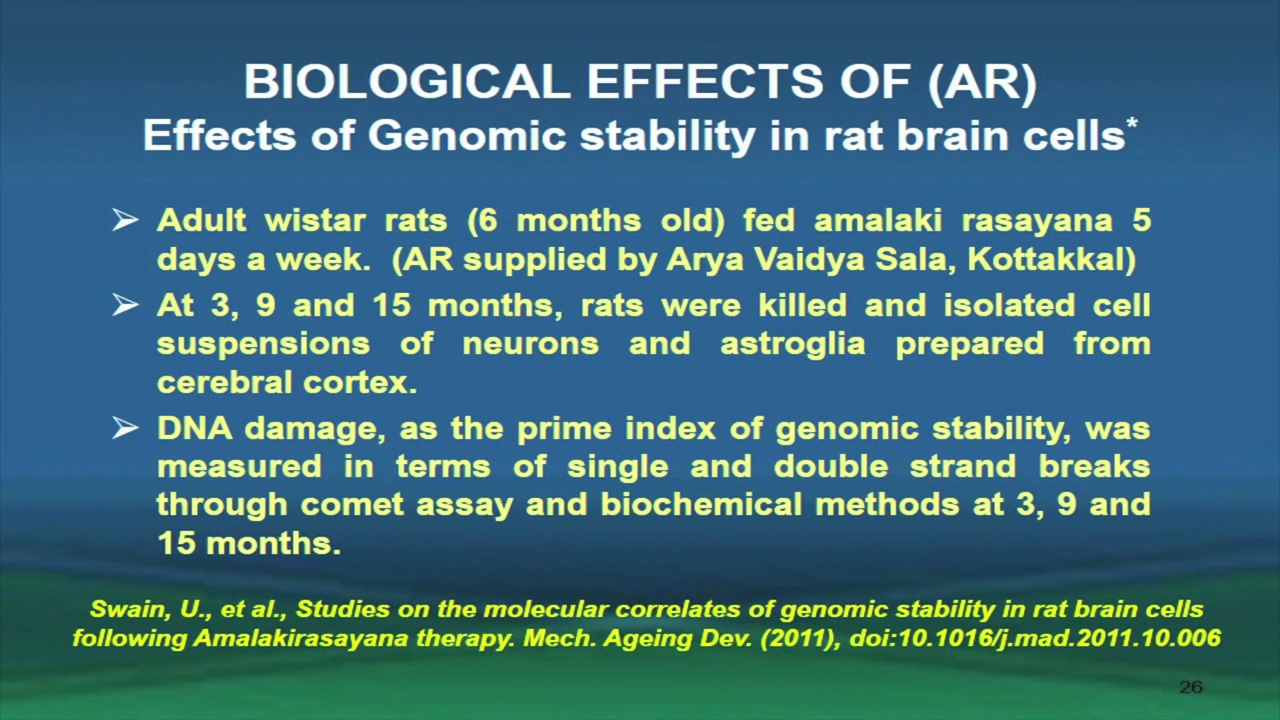 BIOLOGICAL EFFECTS OF (AR)
Effects of Genomic stability in rat brain cells*
➢ Adult wistar rats (6 months old) fed amalaki rasayana 5
days a week. (AR supplied by Arya Vaidya Sala, Kottakkal)
➢ At 3, 9 and 15 months, rats were killed and isolated cell
suspensions of neurons and astroglia prepared from
cerebral cortex.
➢ DNA damage, as the prime index of genomic stability, was
measured in terms of single and double strand breaks
through comet assay and biochemical methods at 3, 9 and
15 months.
Swain, U., et al., Studies on the molecular correlates of genomic stability in rat brain cells
following Amalakirasayana therapy. Mech. Ageing Dev. (2011), doi:10.1016/j.mad.2011.10.006
26